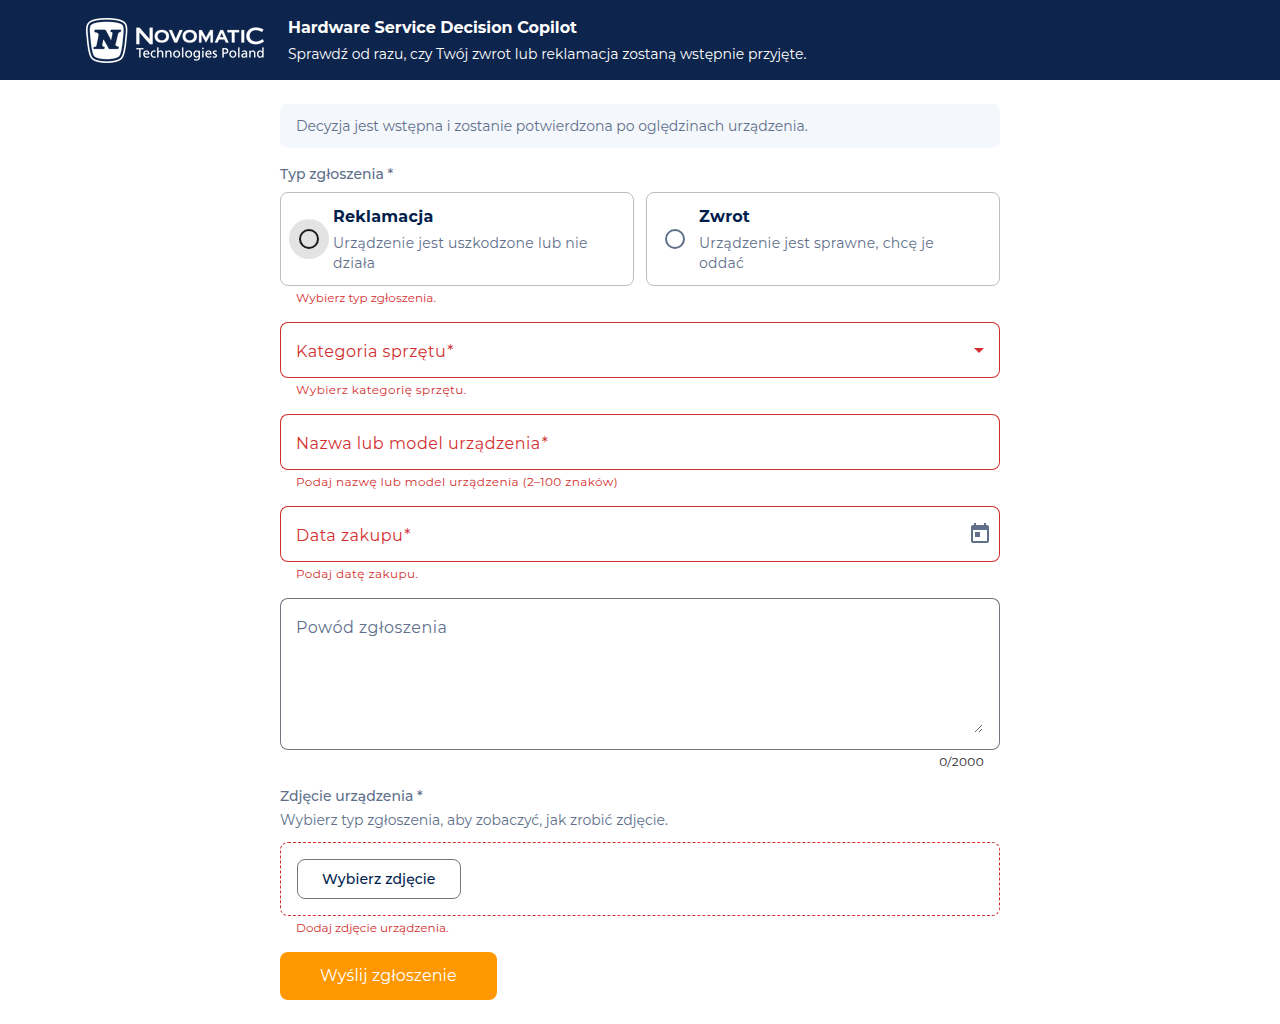 NOVOMATIC
Technologies Poland
Hardware Service Decision Copilot
Sprawdź od razu, czy Twój zwrot lub reklamacja zostaną wstępnie przyjęte.
Decyzja jest wstępna i zostanie potwierdzona po oględzinach urządzenia.
Typ zgłoszenia *
Reklamacja
Urządzenie jest uszkodzone lub nie
działa
Zwrot
Urządzenie jest sprawne, chcę je
oddać
Wybierz typ zgłoszenia.
Kategoria sprzętu*
Wybierz kategorię sprzętu.
Nazwa lub model urządzenia*
Podaj nazwę lub model urządzenia (2–100 znaków)
Data zakupu*
Podaj datę zakupu.
Powód zgłoszenia
0/2000
Zdjęcie urządzenia *
Wybierz typ zgłoszenia, aby zobaczyć, jak zrobić zdjęcie.
Wybierz zdjęcie
Dodaj zdjęcie urządzenia.
Wyślij zgłoszenie